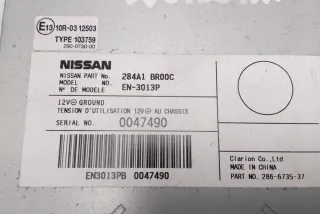 E13 10R-03 12503
TYPE 103759
290-0730-00
NISSAN
NISSAN PART No. 284A1 BR00C
MODEL NO. EN-3013P
N° DE MODELE
12V⎓ GROUND
TENSION D'UTILISATION 12V⎓ AU CHASSIS
SERIAL NO. 0047490
EN3013PB 0047490
Clarion Co.,Ltd
MADE IN CHINA
PART No. 286-6735-37